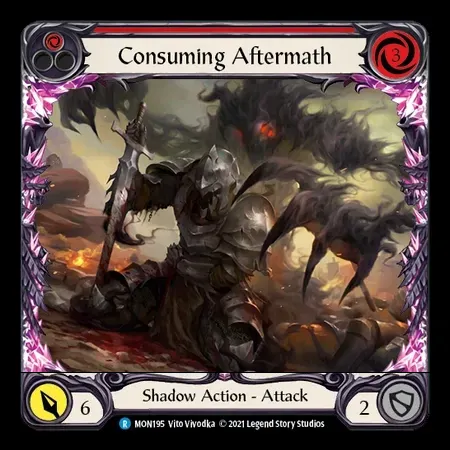 Consuming Aftermath
3
Shadow Action - Attack
6
2
R MON195 Vito Vivodka © 2021 Legend Story Studios